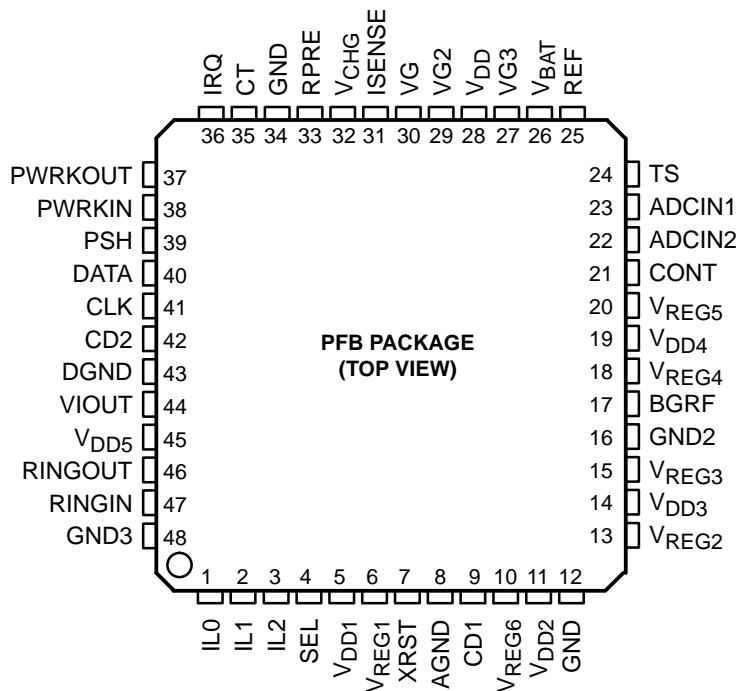 IRQ
CT
GND
RPRE
VCHG
ISENSE
VG
VG2
VDD
VG3
VBAT
REF
36 35 34 33 32 31 30 29 28 27 26 25
PWRKOUT 37
PWRKIN 38
PSH 39
DATA 40
CLK 41
CD2 42
DGND 43
VIOUT 44
VDD5 45
RINGOUT 46
RINGIN 47
GND3 48
PFB PACKAGE
(TOP VIEW)
24 TS
23 ADCIN1
22 ADCIN2
21 CONT
20 VREG5
19 VDD4
18 VREG4
17 BGRF
16 GND2
15 VREG3
14 VDD3
13 VREG2
1 2 3 4 5 6 7 8 9 10 11 12
IL0
IL1
IL2
SEL
VDD1
VREG1
XRST
AGND
CD1
VREG6
VDD2
GND